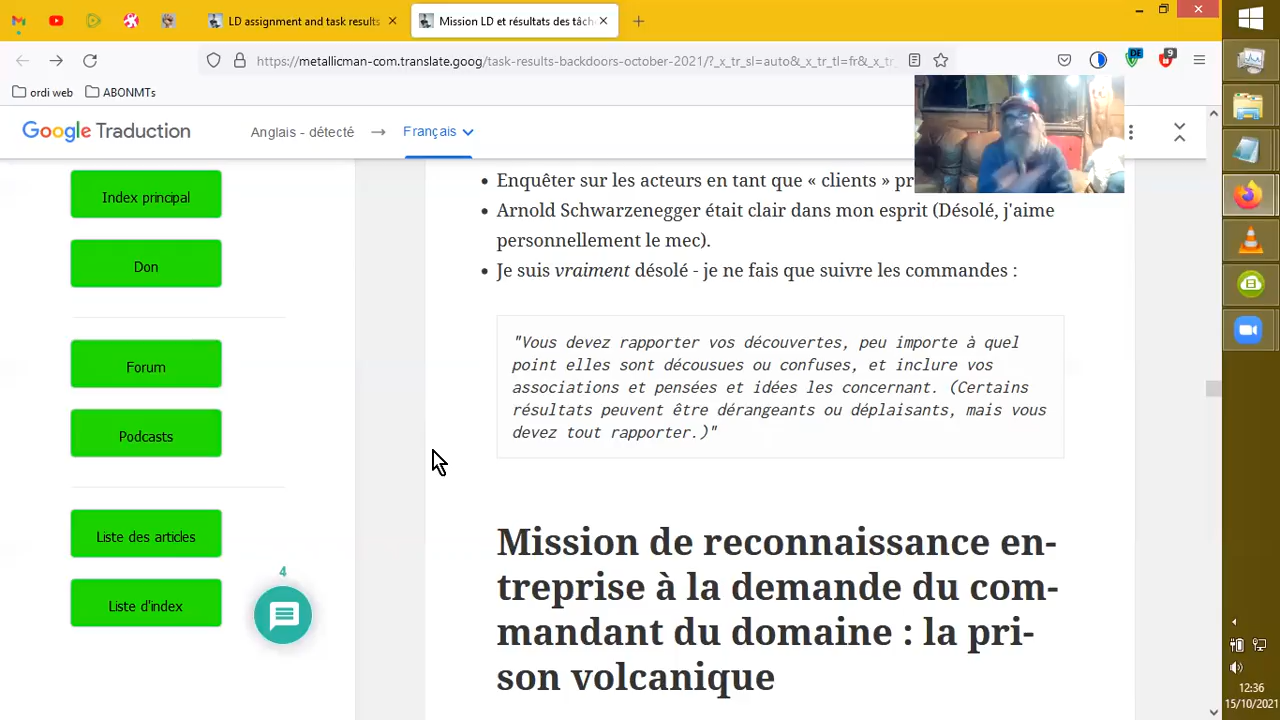 LD assignment and task results
Mission LD et résultats des tâche
https://metallicman-com.translate.goog/task-results-backdoors-october-2021/?_x_tr_sl=auto&_x_tr_tl=fr&_x_tr_
DE
9
ordi web
ABONMTs
Google Traduction
Anglais - détecté
Français
Index principal
Don
Forum
Podcasts
Liste des articles
Liste d'index
4
• Enquêter sur les acteurs en tant que « clients » pr
• Arnold Schwarzenegger était clair dans mon esprit (Désolé, j'aime
personnellement le mec).
• Je suis vraiment désolé - je ne fais que suivre les commandes :
"Vous devez rapporter vos découvertes, peu importe à quel
point elles sont décousues ou confuses, et inclure vos
associations et pensées et idées les concernant. (Certains
résultats peuvent être dérangeants ou déplaisants, mais vous
devez tout rapporter.)"
Mission de reconnaissance en-
treprise à la demande du com-
mandant du domaine : la pri-
son volcanique
12:36
15/10/2021